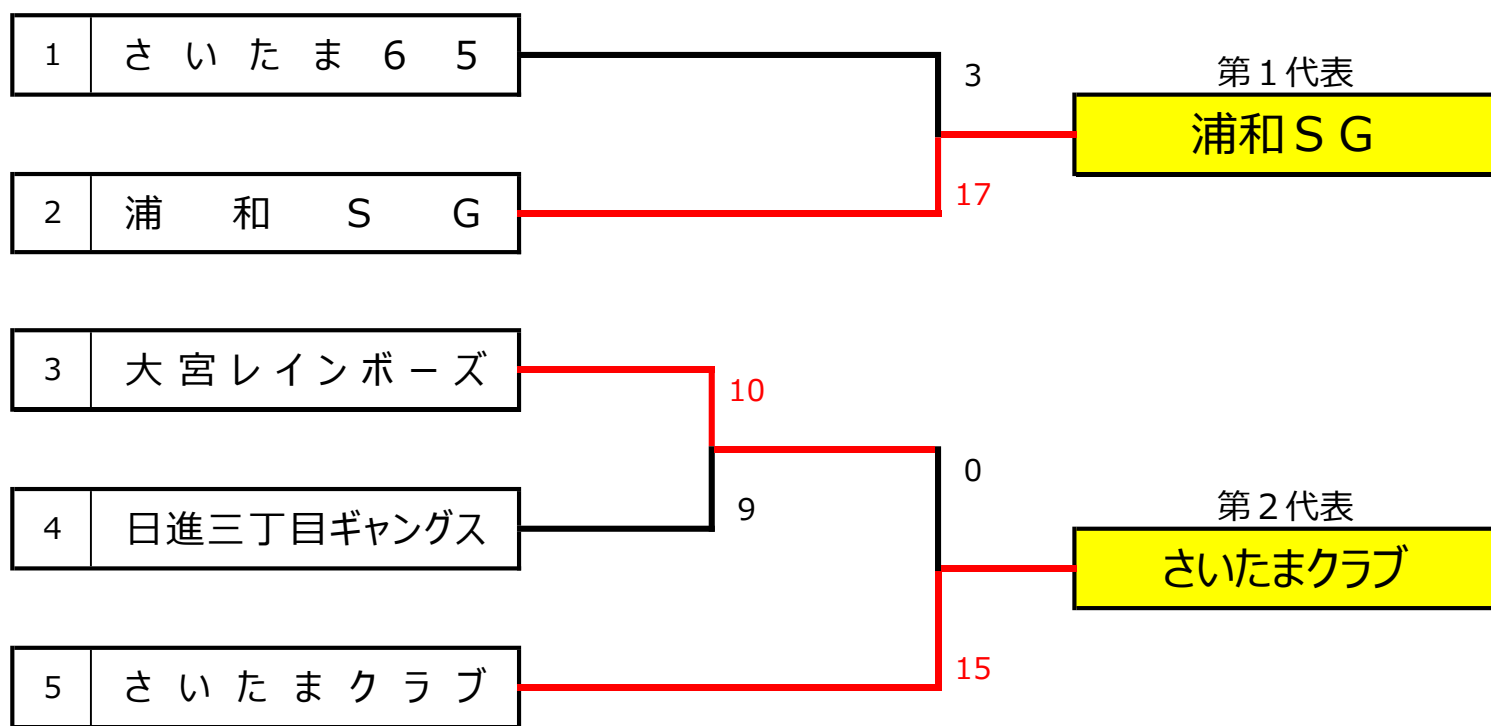 1 さいたま６５
3
第１代表
浦和ＳＧ
2 浦和ＳＧ
17
3 大宮レインボーズ
10
4 日進三丁目ギャングス
9
0
第２代表
さいたまクラブ
5 さいたまクラブ
15